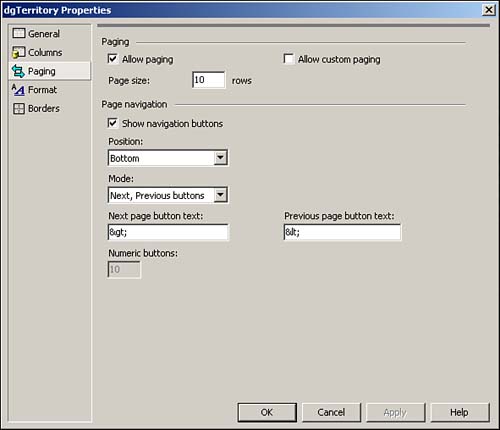 dgTerritory Properties
General
Columns
Paging
Format
Borders
Paging
Allow paging
Allow custom paging
Page size: 10 rows
Page navigation
Show navigation buttons
Position:
Bottom
Mode:
Next, Previous buttons
Next page button text:
Previous page button text:
&gt;
&lt;
Numeric buttons:
10
OK
Cancel
Apply
Help